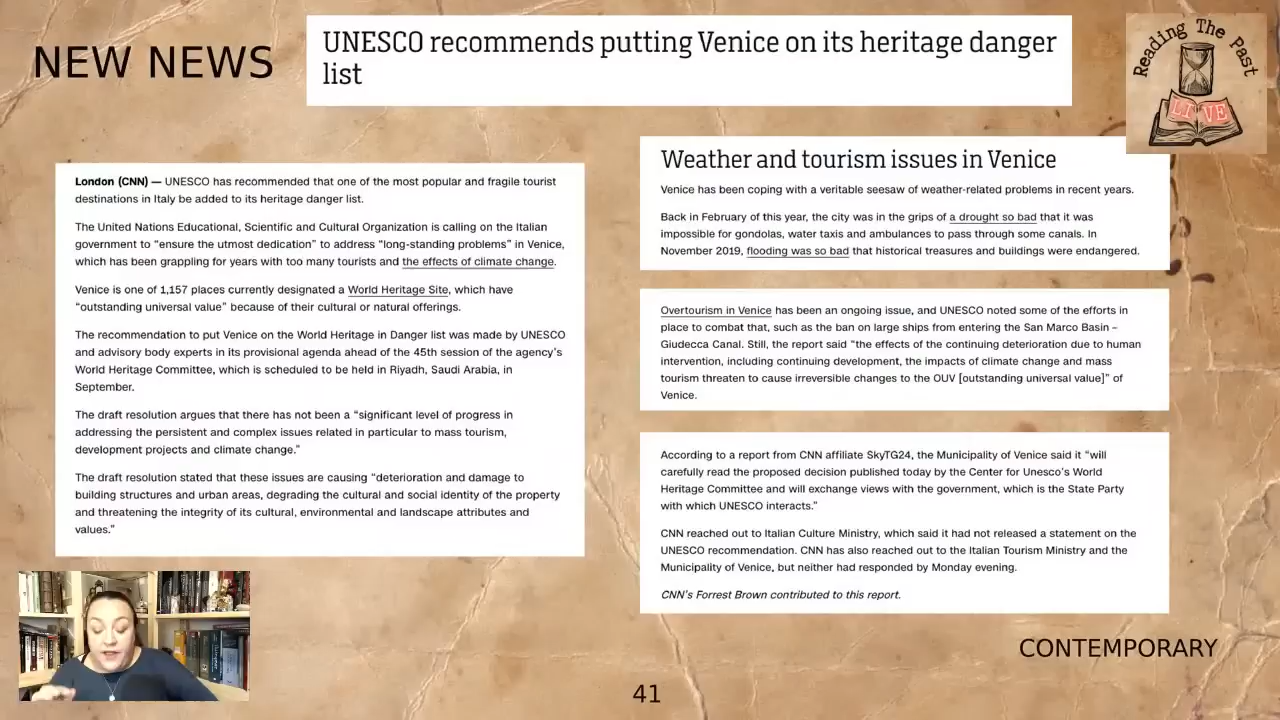 NEW NEWS
UNESCO recommends putting Venice on its heritage danger
list
Reading The Past
LIVE
London (CNN) — UNESCO has recommended that one of the most popular and fragile tourist
destinations in Italy be added to its heritage danger list.
The United Nations Educational, Scientific and Cultural Organization is calling on the Italian
government to “ensure the utmost dedication” to address “long-standing problems” in Venice,
which has been grappling for years with too many tourists and the effects of climate change.
Venice is one of 1,157 places currently designated a World Heritage Site, which have
“outstanding universal value” because of their cultural or natural offerings.
The recommendation to put Venice on the World Heritage in Danger list was made by UNESCO
and advisory body experts in its provisional agenda ahead of the 45th session of the agency’s
World Heritage Committee, which is scheduled to be held in Riyadh, Saudi Arabia, in
September.
The draft resolution argues that there has not been a “significant level of progress in
addressing the persistent and complex issues related in particular to mass tourism,
development projects and climate change.”
The draft resolution stated that these issues are causing “deterioration and damage to
building structures and urban areas, degrading the cultural and social identity of the property
and threatening the integrity of its cultural, environmental and landscape attributes and
values.”
Weather and tourism issues in Venice
Venice has been coping with a veritable seesaw of weather-related problems in recent years.
Back in February of this year, the city was in the grips of a drought so bad that it was
impossible for gondolas, water taxis and ambulances to pass through some canals. In
November 2019, flooding was so bad that historical treasures and buildings were endangered.
Overtourism in Venice has been an ongoing issue, and UNESCO noted some of the efforts in
place to combat that, such as the ban on large ships from entering the San Marco Basin –
Giudecca Canal. Still, the report said “the effects of the continuing deterioration due to human
intervention, including continuing development, the impacts of climate change and mass
tourism threaten to cause irreversible changes to the OUV [outstanding universal value]” of
Venice.
According to a report from CNN affiliate SkyTG24, the Municipality of Venice said it “will
carefully read the proposed decision published today by the Center for Unesco’s World
Heritage Committee and will exchange views with the government, which is the State Party
with which UNESCO interacts.”
CNN reached out to Italian Culture Ministry, which said it had not released a statement on the
UNESCO recommendation. CNN has also reached out to the Italian Tourism Ministry and the
Municipality of Venice, but neither had responded by Monday evening.
CNN’s Forrest Brown contributed to this report.
CONTEMPORARY
41